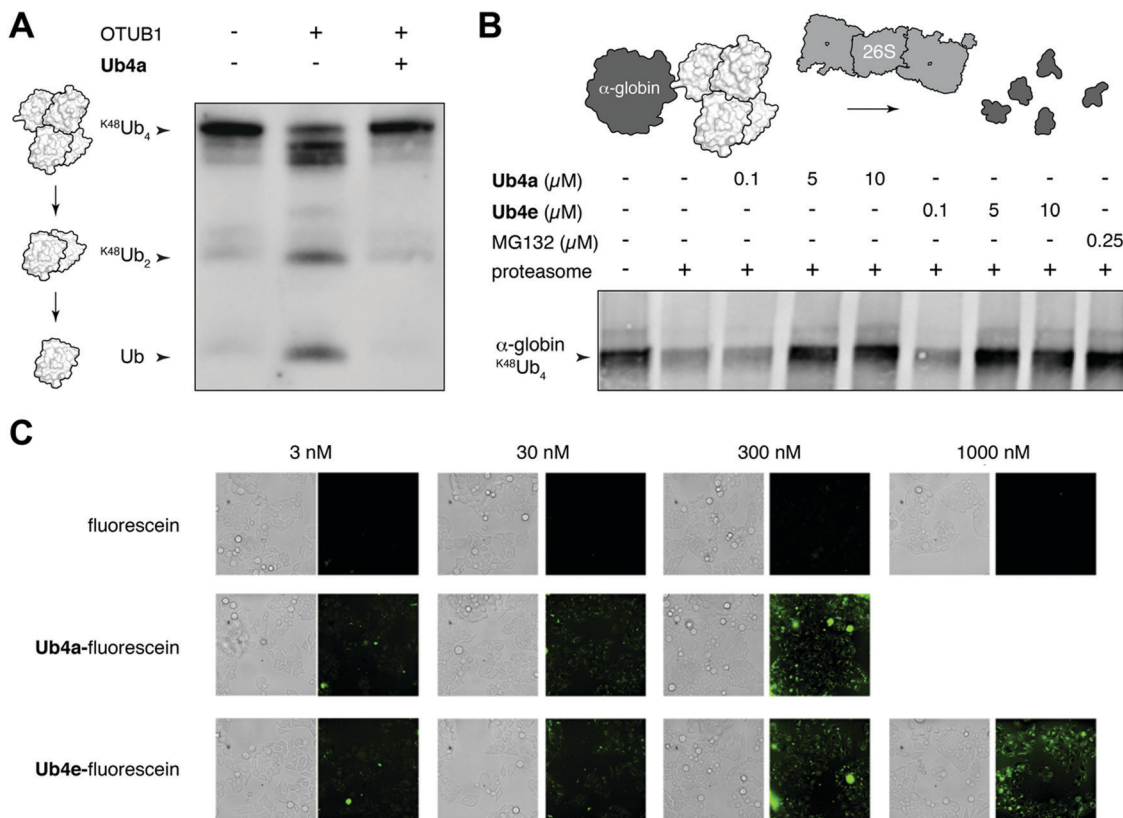 A
OTUB1 - + +
Ub4a - - +
K48Ub4
K48Ub2
Ub
B
α-globin
26S
Ub4a (μM) - - 0.1 5 10 - - - -
Ub4e (μM) - - - - - 0.1 5 10 -
MG132 (μM) - - - - - - - - 0.25
proteasome - + + + + + + + +
α-globin
K48Ub4
C
3 nM 30 nM 300 nM 1000 nM
fluorescein
Ub4a-fluorescein
Ub4e-fluorescein